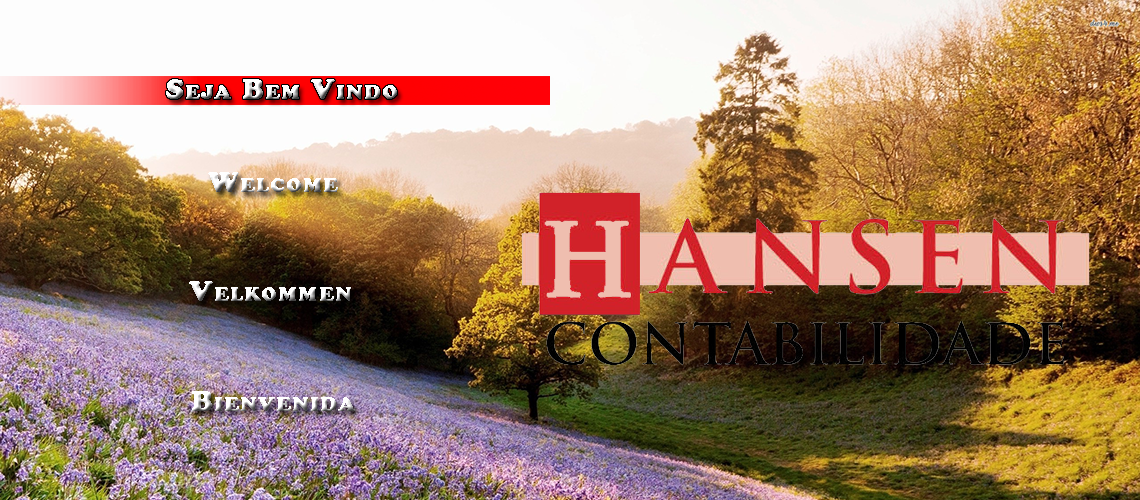 Seja Bem Vindo
Welcome
Velkommen
Bienvenida
HANSEN
CONTABILIDADE